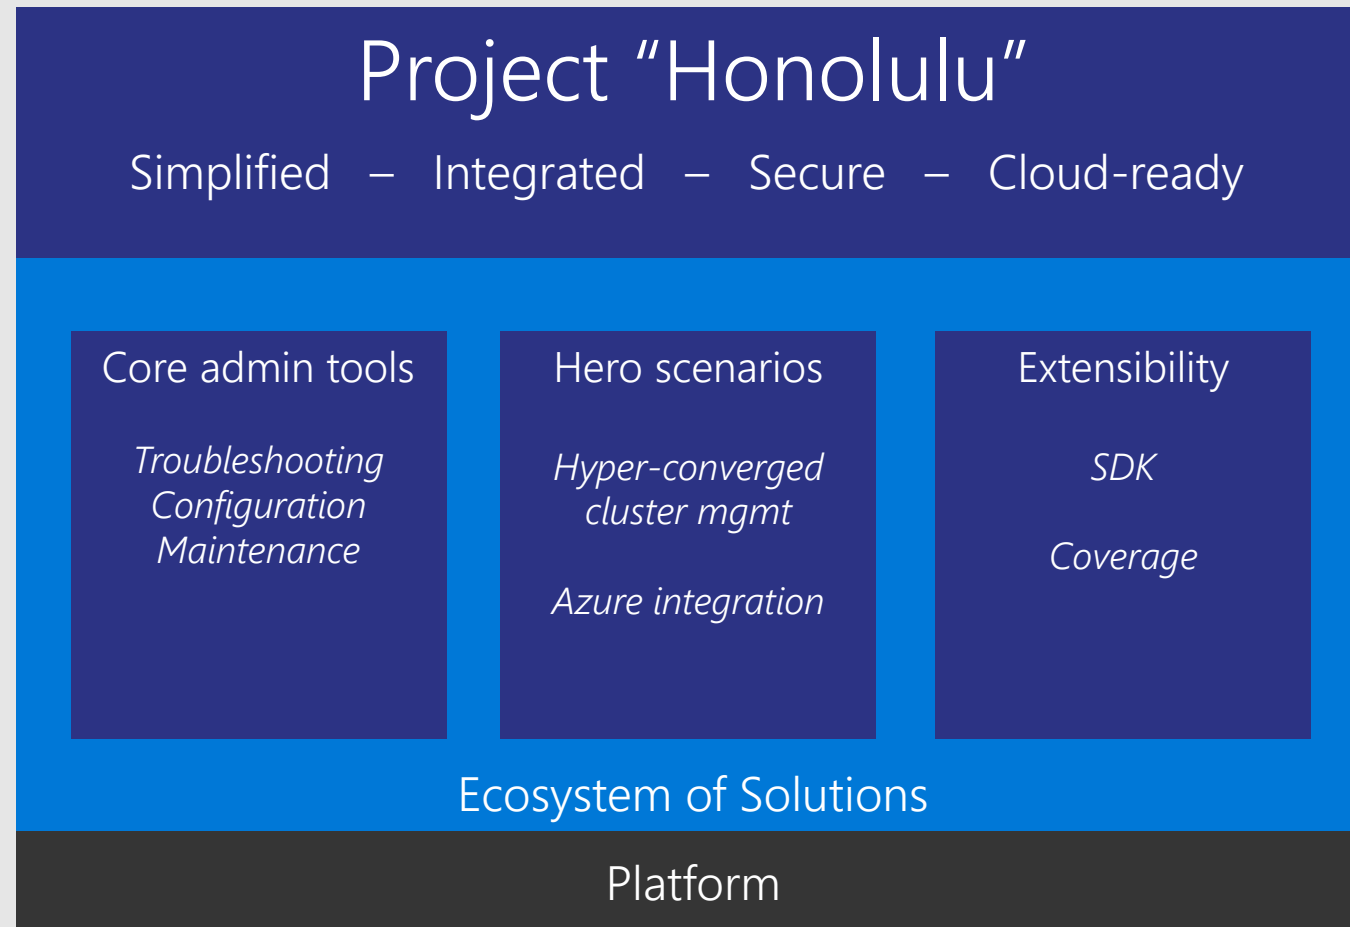 Project “Honolulu”
Simplified – Integrated – Secure – Cloud-ready
Core admin tools
Troubleshooting
Configuration
Maintenance
Hero scenarios
Hyper-converged
cluster mgmt
Azure integration
Extensibility
SDK
Coverage
Ecosystem of Solutions
Platform